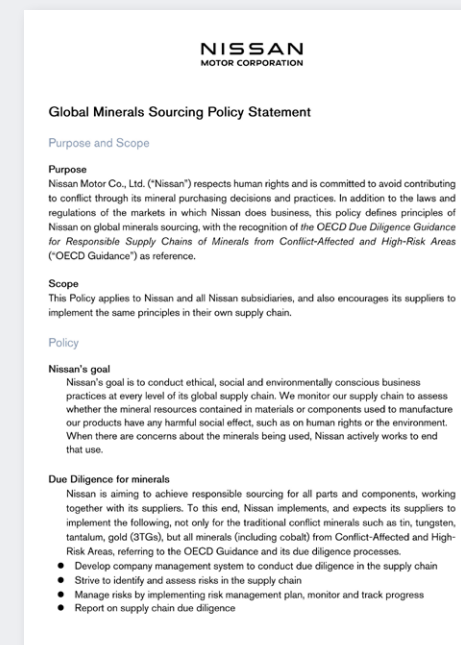 NISSAN
MOTOR CORPORATION
Global Minerals Sourcing Policy Statement
Purpose and Scope
Purpose
Nissan Motor Co., Ltd. (“Nissan”) respects human rights and is committed to avoid contributing
to conflict through its mineral purchasing decisions and practices. In addition to the laws and
regulations of the markets in which Nissan does business, this policy defines principles of
Nissan on global minerals sourcing, with the recognition of the OECD Due Diligence Guidance
for Responsible Supply Chains of Minerals from Conflict-Affected and High-Risk Areas
(“OECD Guidance”) as reference.
Scope
This Policy applies to Nissan and all Nissan subsidiaries, and also encourages its suppliers to
implement the same principles in their own supply chain.
Policy
Nissan’s goal
Nissan’s goal is to conduct ethical, social and environmentally conscious business
practices at every level of its global supply chain. We monitor our supply chain to assess
whether the mineral resources contained in materials or components used to manufacture
our products have any harmful social effect, such as on human rights or the environment.
When there are concerns about the minerals being used, Nissan actively works to end
that use.
Due Diligence for minerals
Nissan is aiming to achieve responsible sourcing for all parts and components, working
together with its suppliers. To this end, Nissan implements, and expects its suppliers to
implement the following, not only for the traditional conflict minerals such as tin, tungsten,
tantalum, gold (3TGs), but all minerals (including cobalt) from Conflict-Affected and High-
Risk Areas, referring to the OECD Guidance and its due diligence processes.
● Develop company management system to conduct due diligence in the supply chain
● Strive to identify and assess risks in the supply chain
● Manage risks by implementing risk management plan, monitor and track progress
● Report on supply chain due diligence